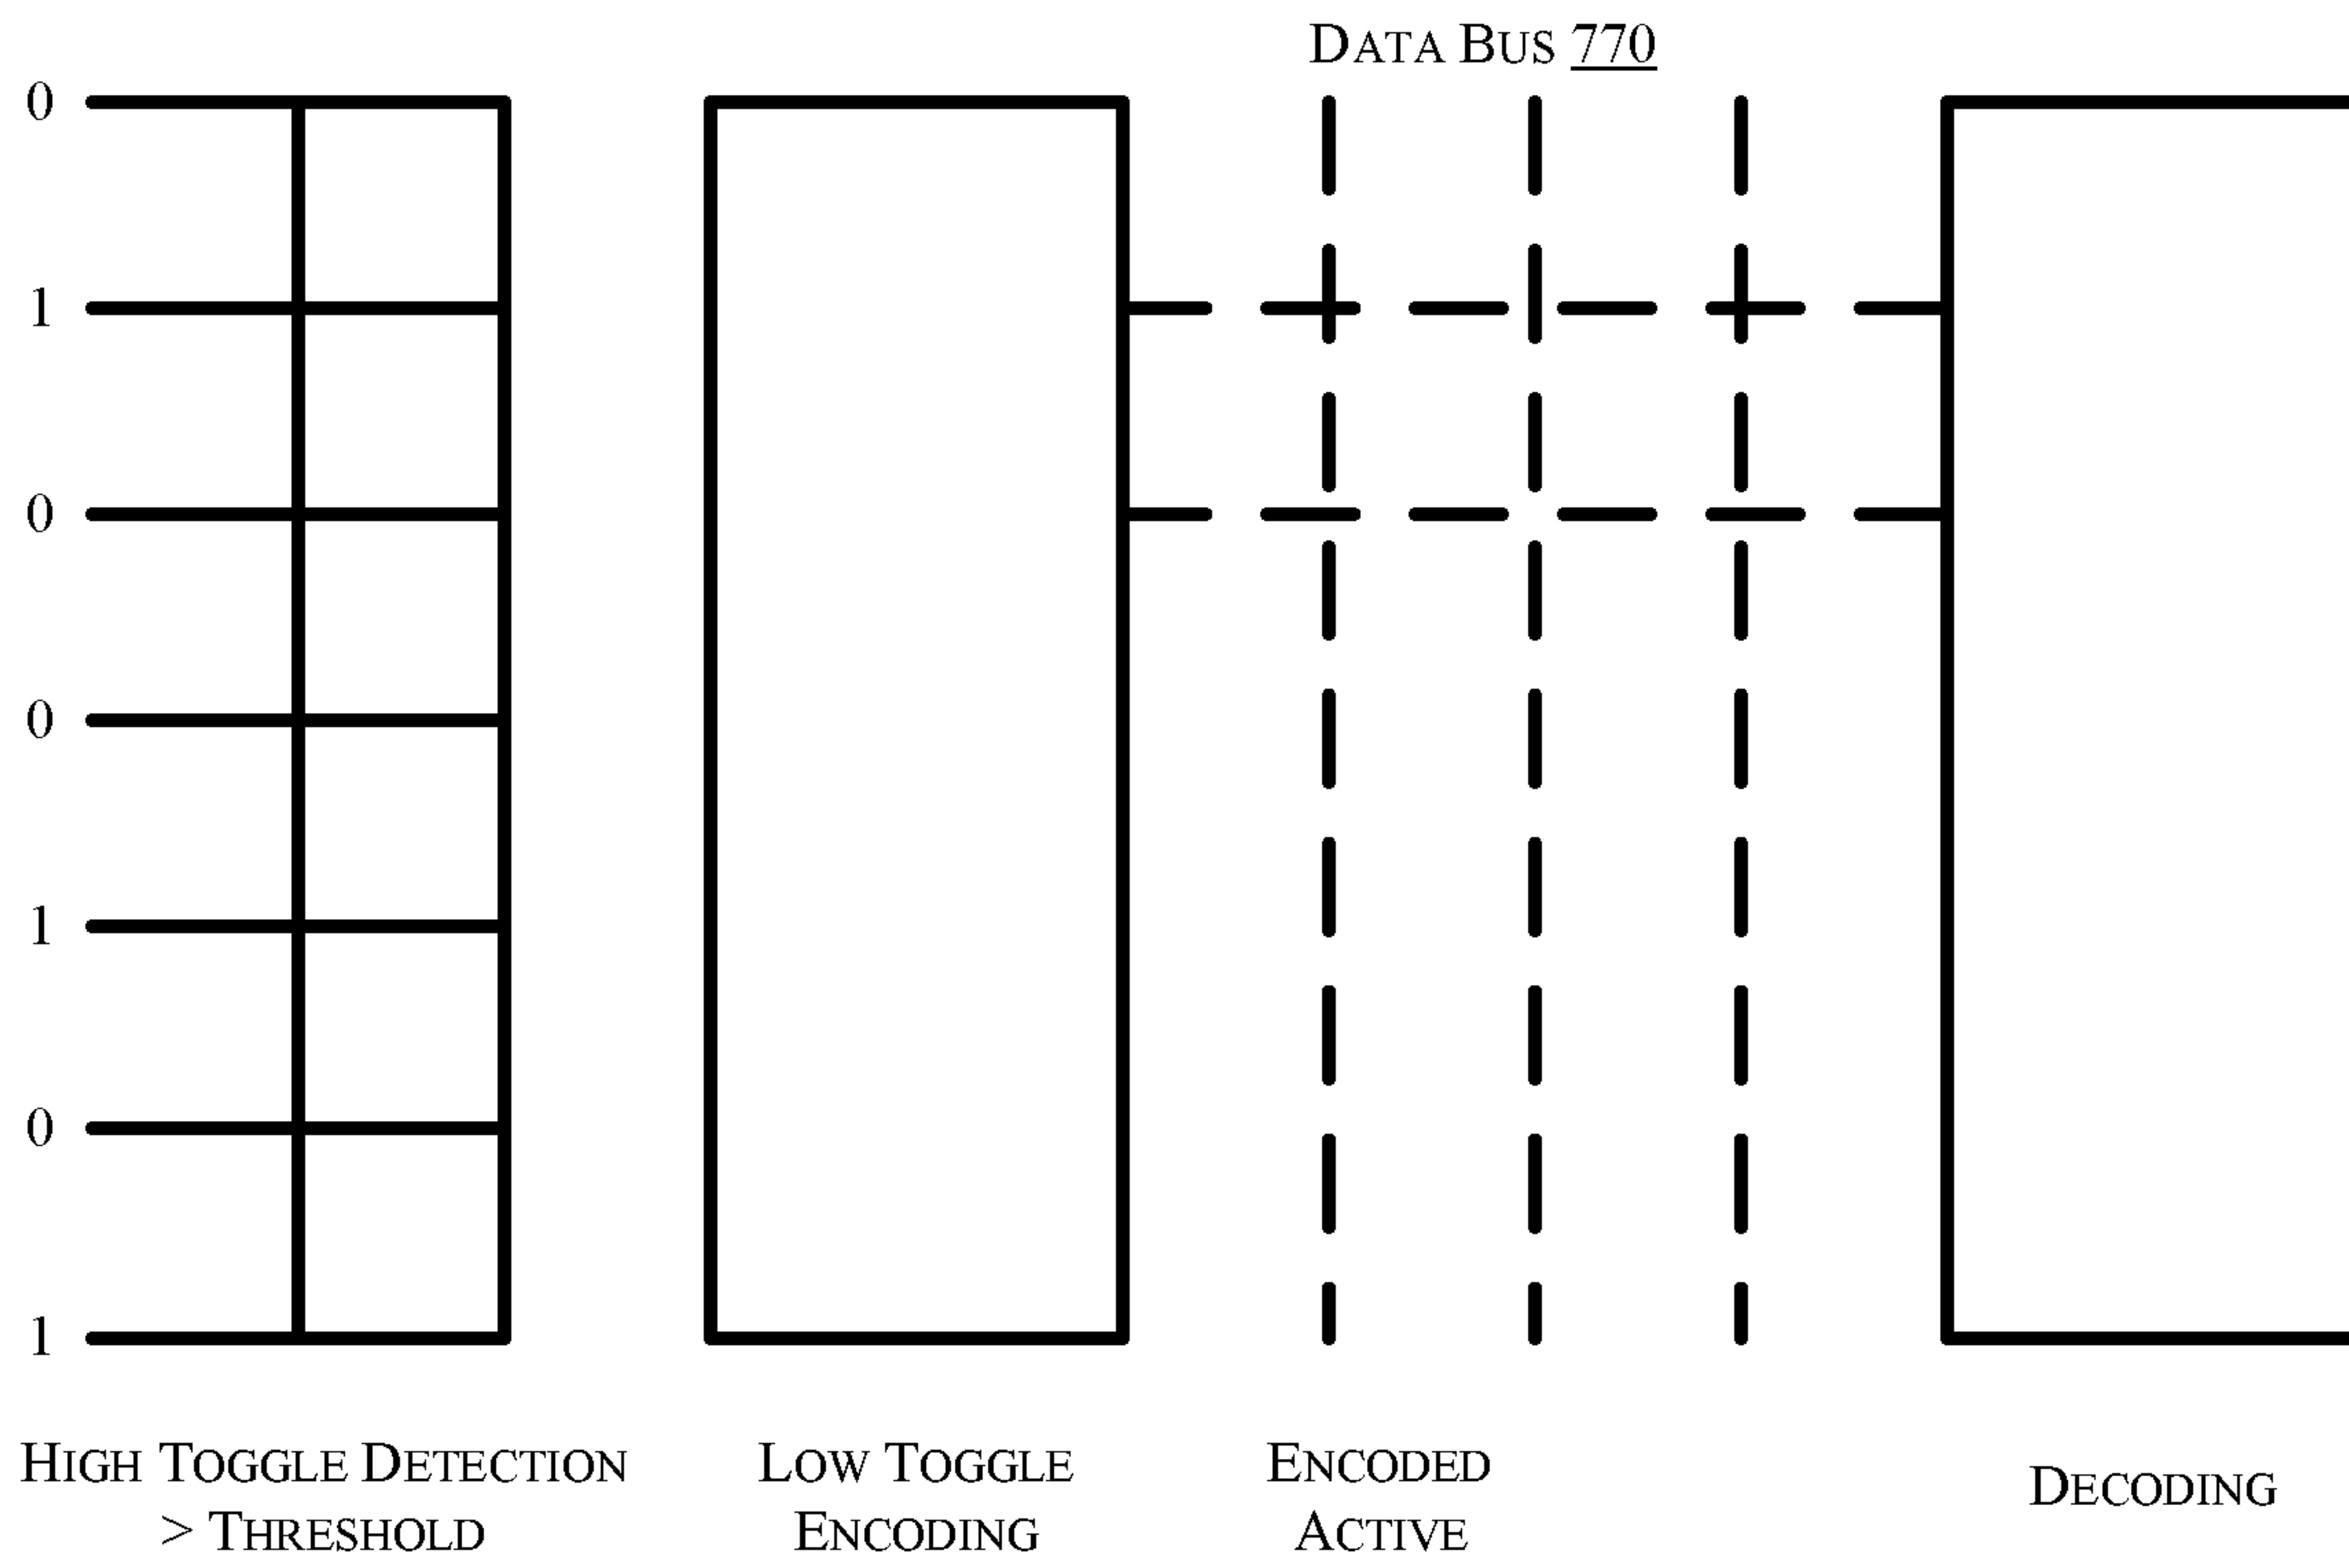 DATA BUS 770
0
1
0
0
1
0
1
HIGH TOGGLE DETECTION
> THRESHOLD
LOW TOGGLE
ENCODING
ENCODED
ACTIVE
DECODING